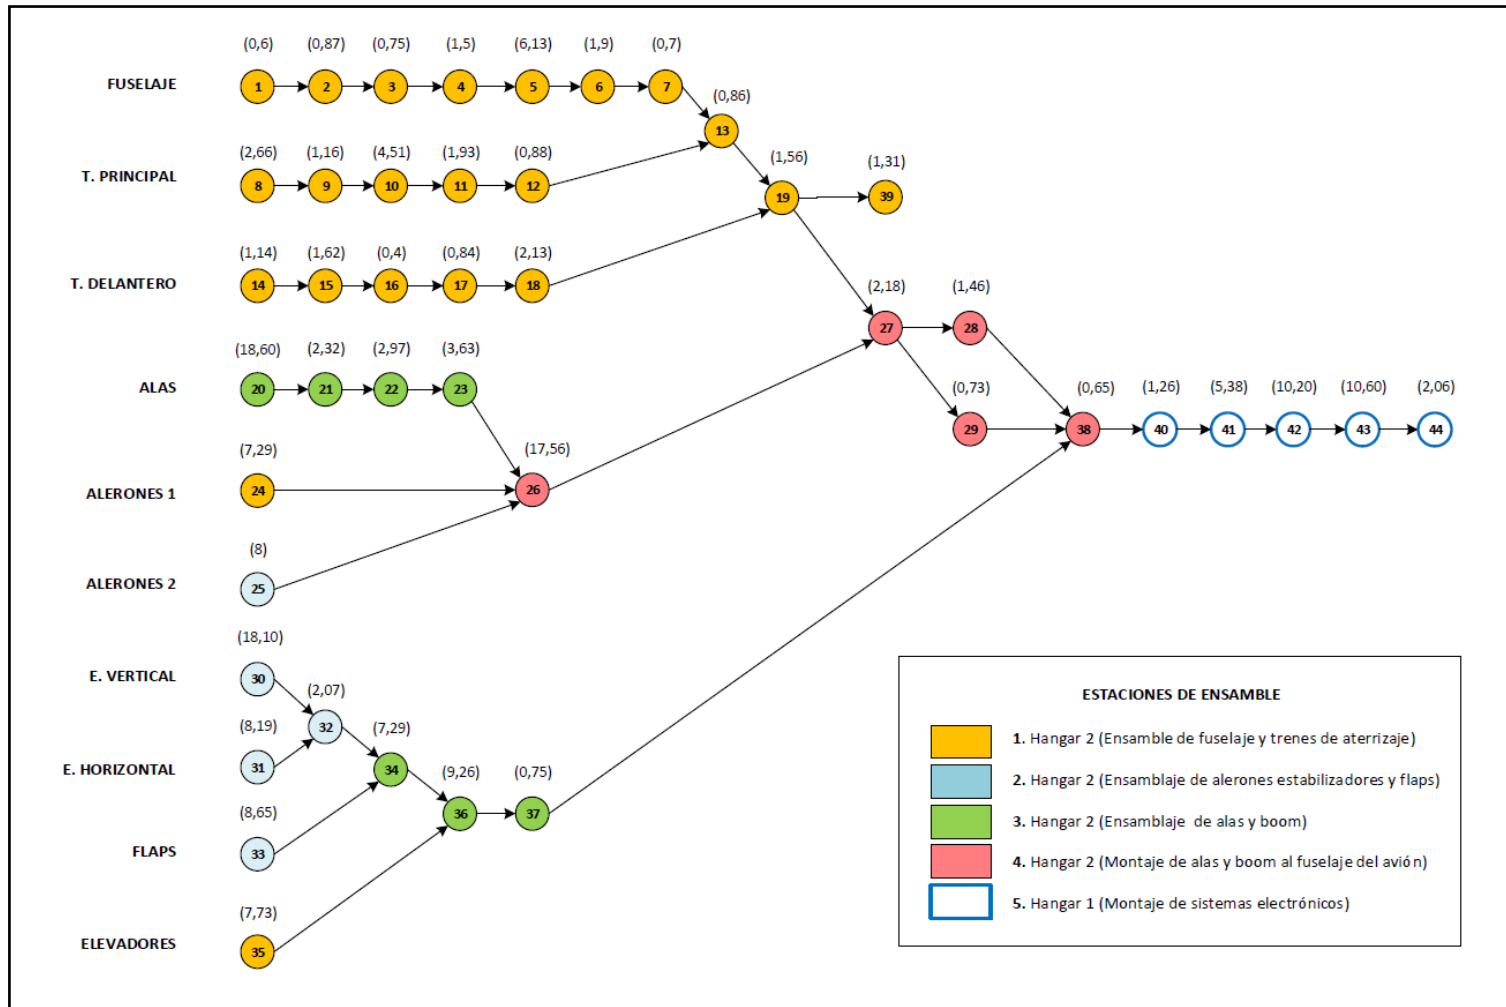 (0,6) (0,87) (0,75) (1,5) (6,13) (1,9) (0,7)
FUSELAJE 1 2 3 4 5 6 7
(0,86)
13
(2,66) (1,16) (4,51) (1,93) (0,88)
T. PRINCIPAL 8 9 10 11 12
(1,56) (1,31)
19 39
(1,14) (1,62) (0,4) (0,84) (2,13)
T. DELANTERO 14 15 16 17 18
(2,18) (1,46)
27 28
(18,60) (2,32) (2,97) (3,63)
ALAS 20 21 22 23
(0,73) (0,65) (1,26) (5,38) (10,20) (10,60) (2,06)
29 38 40 41 42 43 44
(7,29) (17,56)
ALERONES 1 24 26
(8)
ALERONES 2 25
(18,10)
E. VERTICAL 30
(2,07)
32
(8,19) (7,29)
E. HORIZONTAL 31 34
(9,26) (0,75)
36 37
(8,65)
FLAPS 33
(7,73)
ELEVADORES 35
ESTACIONES DE ENSAMBLE
1. Hangar 2 (Ensamble de fuselaje y trenes de aterrizaje)
2. Hangar 2 (Ensamblaje de alerones estabilizadores y flaps)
3. Hangar 2 (Ensamblaje de alas y boom)
4. Hangar 2 (Montaje de alas y boom al fuselaje del avión)
5. Hangar 1 (Montaje de sistemas electrónicos)